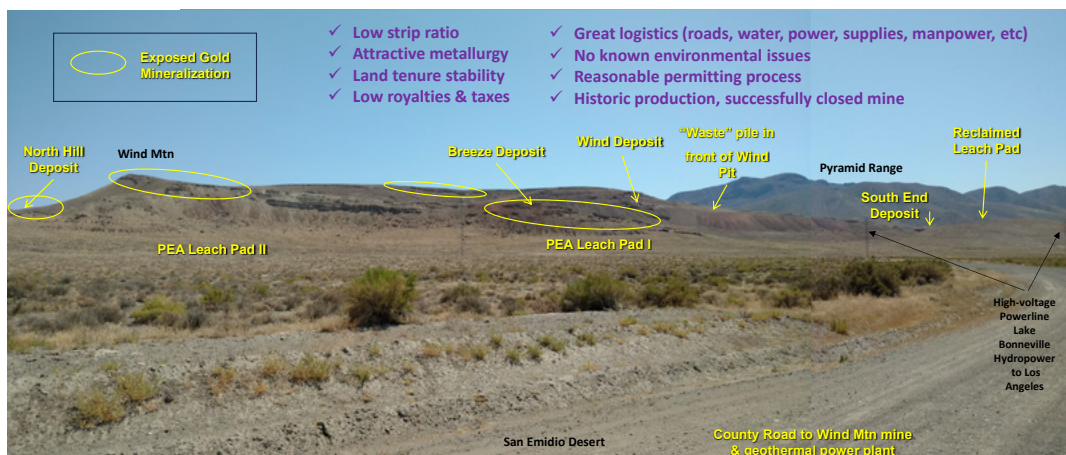 Exposed Gold
Mineralization
✓ Low strip ratio
✓ Attractive metallurgy
✓ Land tenure stability
✓ Low royalties & taxes
✓ Great logistics (roads, water, power, supplies, manpower, etc)
✓ No known environmental issues
✓ Reasonable permitting process
✓ Historic production, successfully closed mine
North Hill
Deposit
Wind Mtn
Breeze Deposit
Wind Deposit
"Waste" pile in
front of Wind
Pit
Pyramid Range
Reclaimed
Leach Pad
South End
Deposit
PEA Leach Pad II
PEA Leach Pad I
High-voltage
Powerline
Lake
Bonneville
Hydropower
to Los
Angeles
San Emidio Desert
County Road to Wind Mtn mine
& geothermal power plant